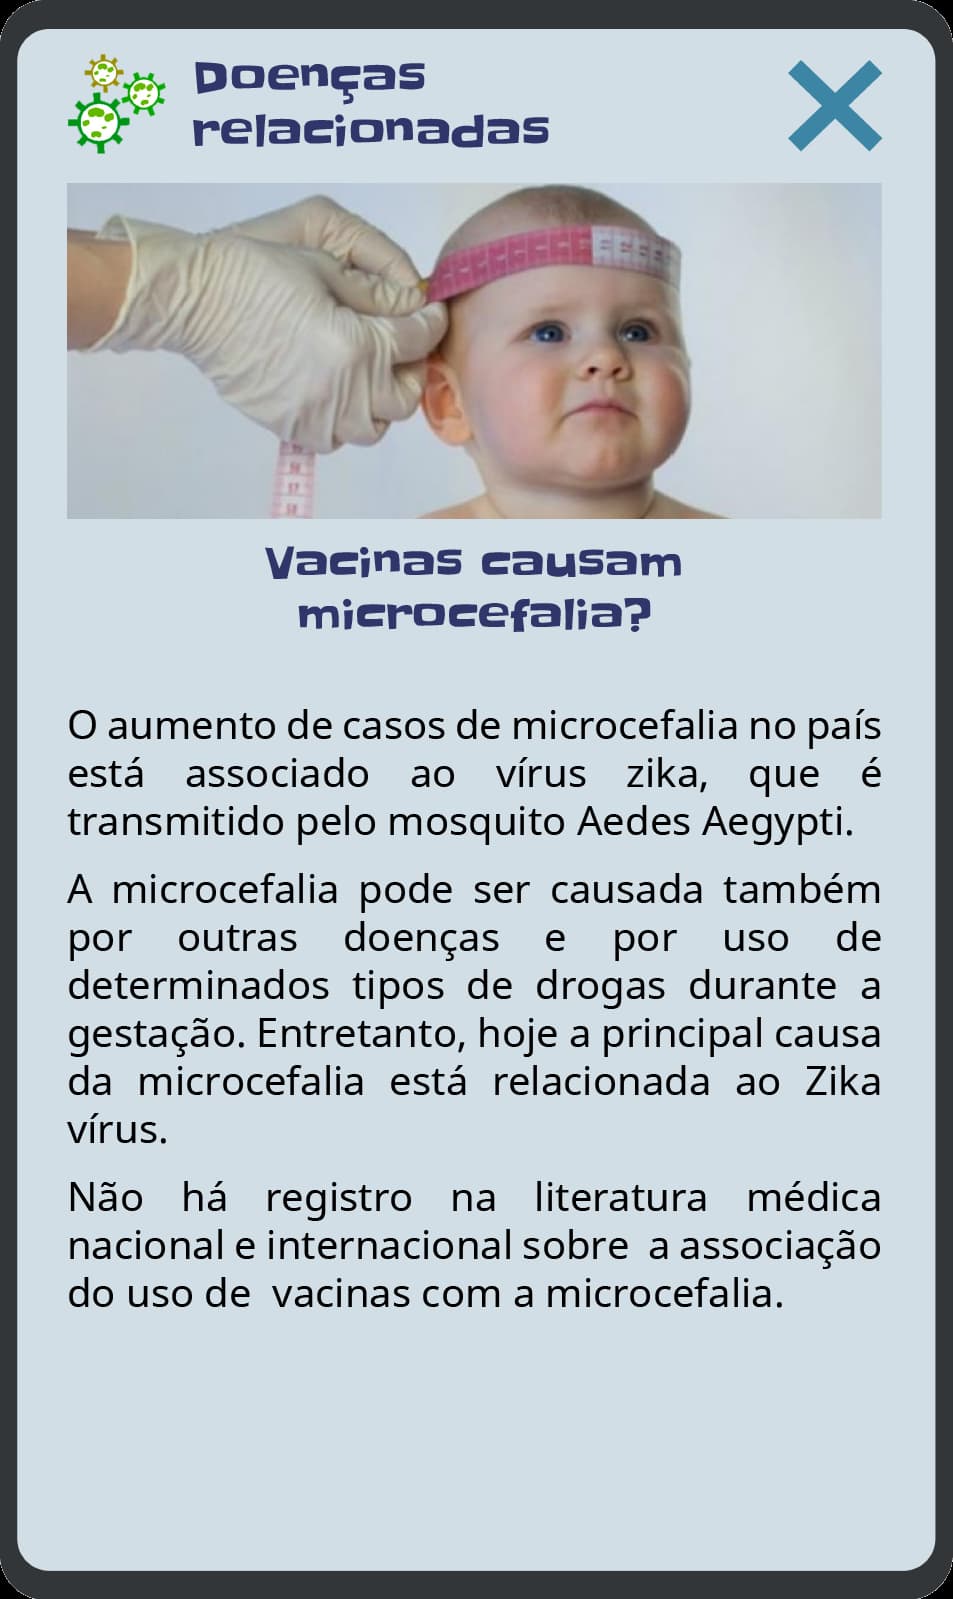 Doenças
relacionadas
Vacinas causam
microcefalia?
O aumento de casos de microcefalia no país
está associado ao vírus zika, que é
transmitido pelo mosquito Aedes Aegypti.
A microcefalia pode ser causada também
por outras doenças e por uso de
determinados tipos de drogas durante a
gestação. Entretanto, hoje a principal causa
da microcefalia está relacionada ao Zika
vírus.
Não há registro na literatura médica
nacional e internacional sobre  a associação
do uso de  vacinas com a microcefalia.